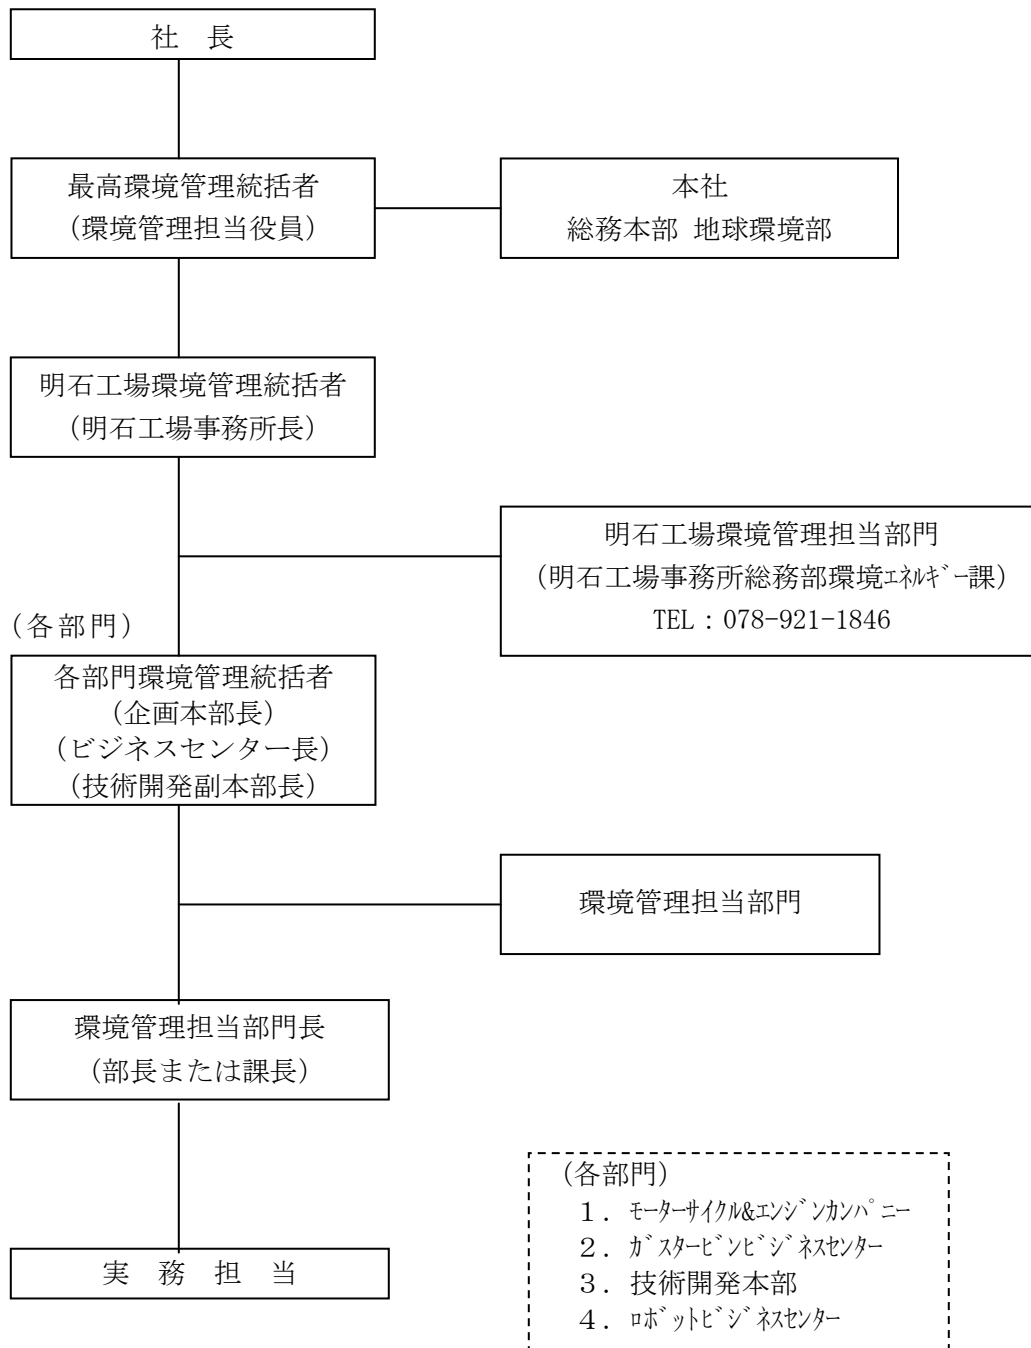 社　長
最高環境管理統括者
（環境管理担当役員）
本社
総務本部 地球環境部
明石工場環境管理統括者
（明石工場事務所長）
明石工場環境管理担当部門
（明石工場事務所総務部環境ｴﾈﾙｷﾞｰ課）
TEL：078-921-1846
（各部門）
各部門環境管理統括者
（企画本部長）
（ビジネスセンター長）
（技術開発副本部長）
環境管理担当部門
環境管理担当部門長
（部長または課長）
実　務　担　当
（各部門）
１．ﾓｰﾀｰｻｲｸﾙ&ｴﾝｼﾞﾝｶﾝﾊﾟﾆｰ
２．ｶﾞｽﾀｰﾋﾞﾝﾋﾞｼﾞﾈｽｾﾝﾀｰ
３．技術開発本部
４．ﾛﾎﾞｯﾄﾋﾞｼﾞﾈｽｾﾝﾀｰ